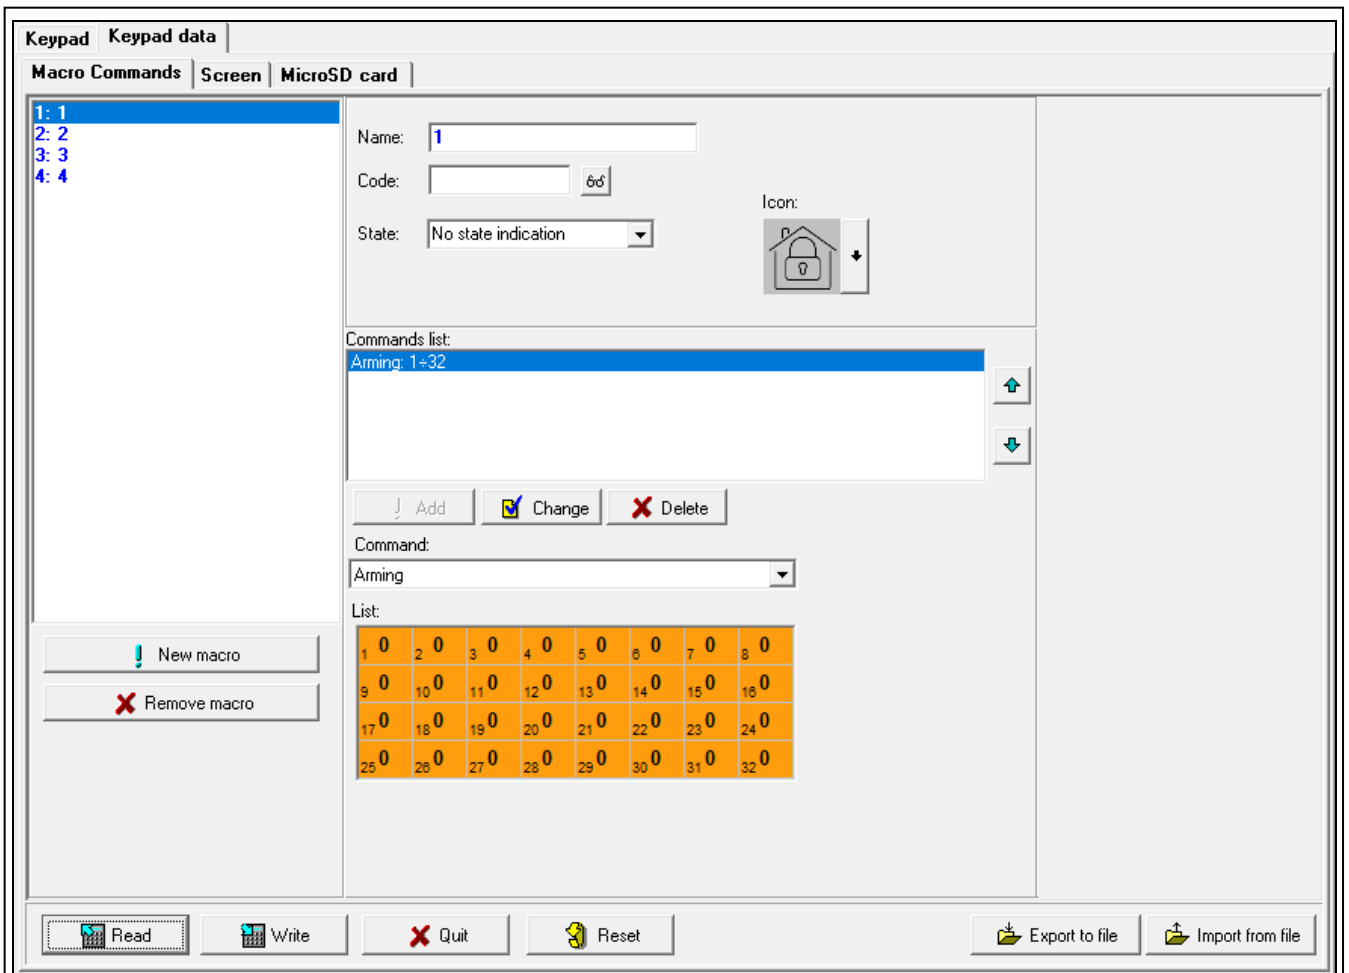 Keypad Keypad data
Macro Commands Screen MicroSD card
1: 1
2: 2
3: 3
4: 4
Name: 1
Code:
Icon:
State: No state indication
Commands list:
Arming: 1÷32
Add Change Delete
Command:
Arming
List:
1 0 2 0 3 0 4 0 5 0 6 0 7 0 8 0
9 0 10 0 11 0 12 0 13 0 14 0 15 0 16 0
17 0 18 0 19 0 20 0 21 0 22 0 23 0 24 0
25 0 26 0 27 0 28 0 29 0 30 0 31 0 32 0
New macro
Remove macro
Read Write Quit Reset Export to file Import from file